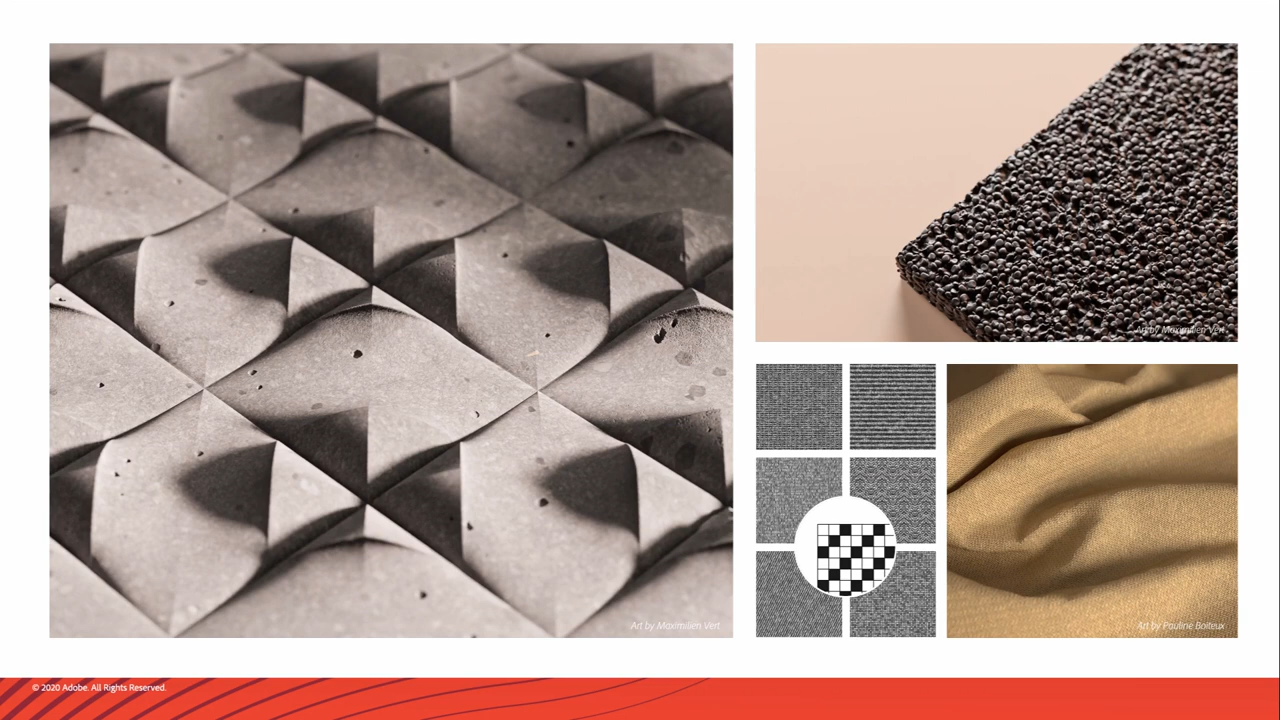 Art by Maximilien Vert
Art by Maximilien Vert
Art by Pauline Boiteux
© 2020 Adobe. All Rights Reserved.